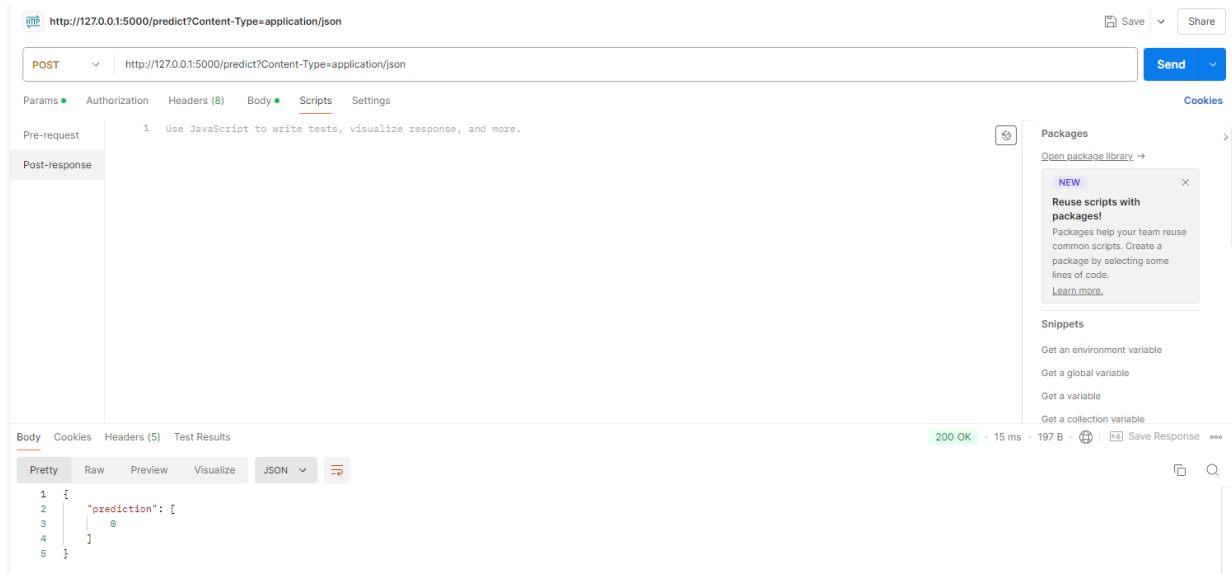 HTTP http://127.0.0.1:5000/predict?Content-Type=application/json Save Share
POST http://127.0.0.1:5000/predict?Content-Type=application/json Send
Params Authorization Headers (8) Body Scripts Settings Cookies
Pre-request
Post-response
1 Use JavaScript to write tests, visualize response, and more.
Packages
Open package library →
NEW
Reuse scripts with
packages!
Packages help your team reuse
common scripts. Create a
package by selecting some
lines of code.
Learn more.
Snippets
Get an environment variable
Get a global variable
Get a variable
Get a collection variable
Body Cookies Headers (5) Test Results 200 OK 15 ms 197 B Save Response
Pretty Raw Preview Visualize JSON
1 {
2 "prediction": [
3 0
4 ]
5 }